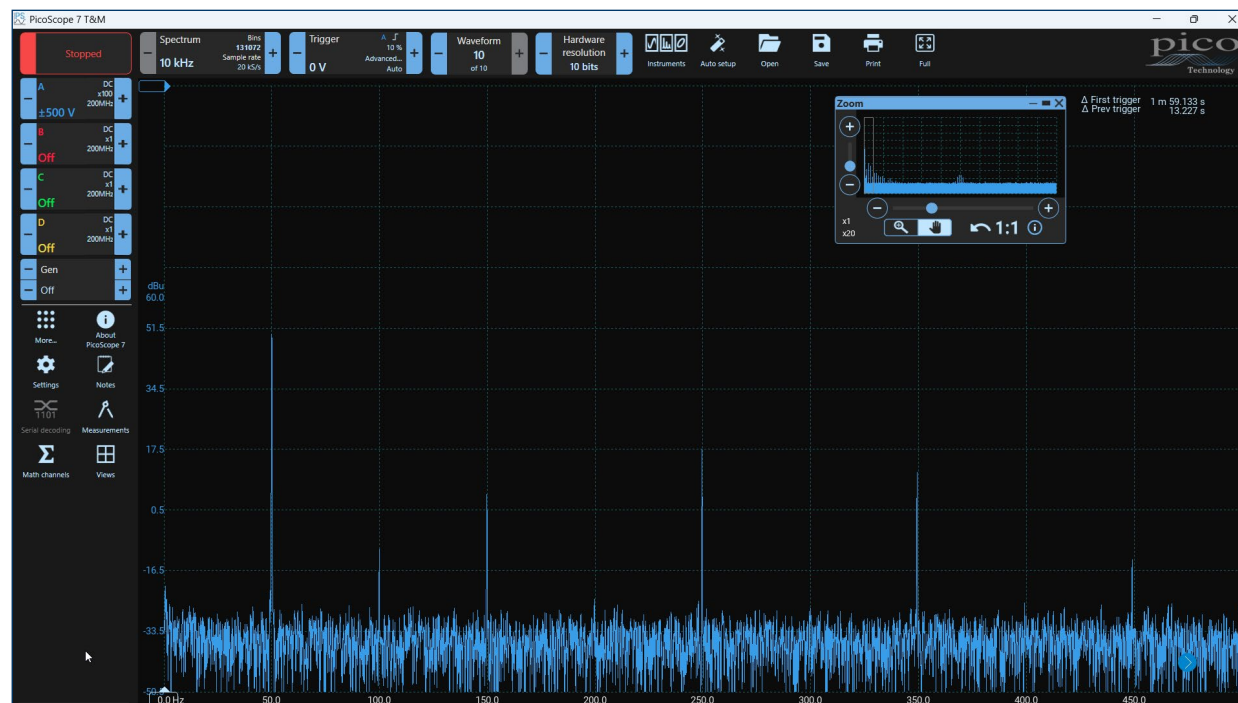 PicoScope 7 T&M
Stopped
Spectrum
10 kHz
Bins
131072
Sample rate
20 kS/s
Trigger
0 V
A
10 %
Advanced...
Auto
Waveform
10
of 10
Hardware
resolution
10 bits
Instruments
Auto setup
Open
Save
Print
Full
pico
Technology
A
±500 V
DC
x100
200MHz
B
Off
DC
x1
200MHz
C
Off
DC
x1
200MHz
D
Off
DC
x1
200MHz
Gen
Off
More...
About
PicoScope 7
Settings
Notes
1101
Serial decoding
Measurements
Math channels
Views
Zoom
x1
x20
1:1
Δ First trigger 1 m 59.133 s
Δ Prev trigger 13.227 s
dBu
60.0
51.5
34.5
17.5
0.5
-16.5
-33.5
-50.0
0.0 Hz
50.0
100.0
150.0
200.0
250.0
300.0
350.0
400.0
450.0